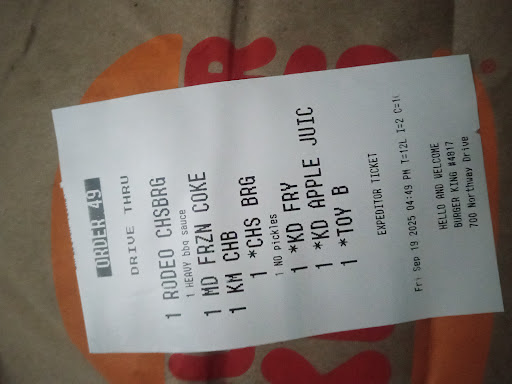 ORDER 49
DRIVE THRU
1 RODEO CHSBRG
1 HEAVY bbq sauce
1 MD FRZN COKE
1 KM CHB
1 *CHS BRG
1 NO pickles
1 *KD FRY
1 *KD APPLE JUIC
1 *TOY B
EXPEDITOR TICKET
Fri Sep 19 2025 04:49 PM T=12L I=2 C=1
HELLO AND WELCOME
BURGER KING #4817
700 Northway Drive